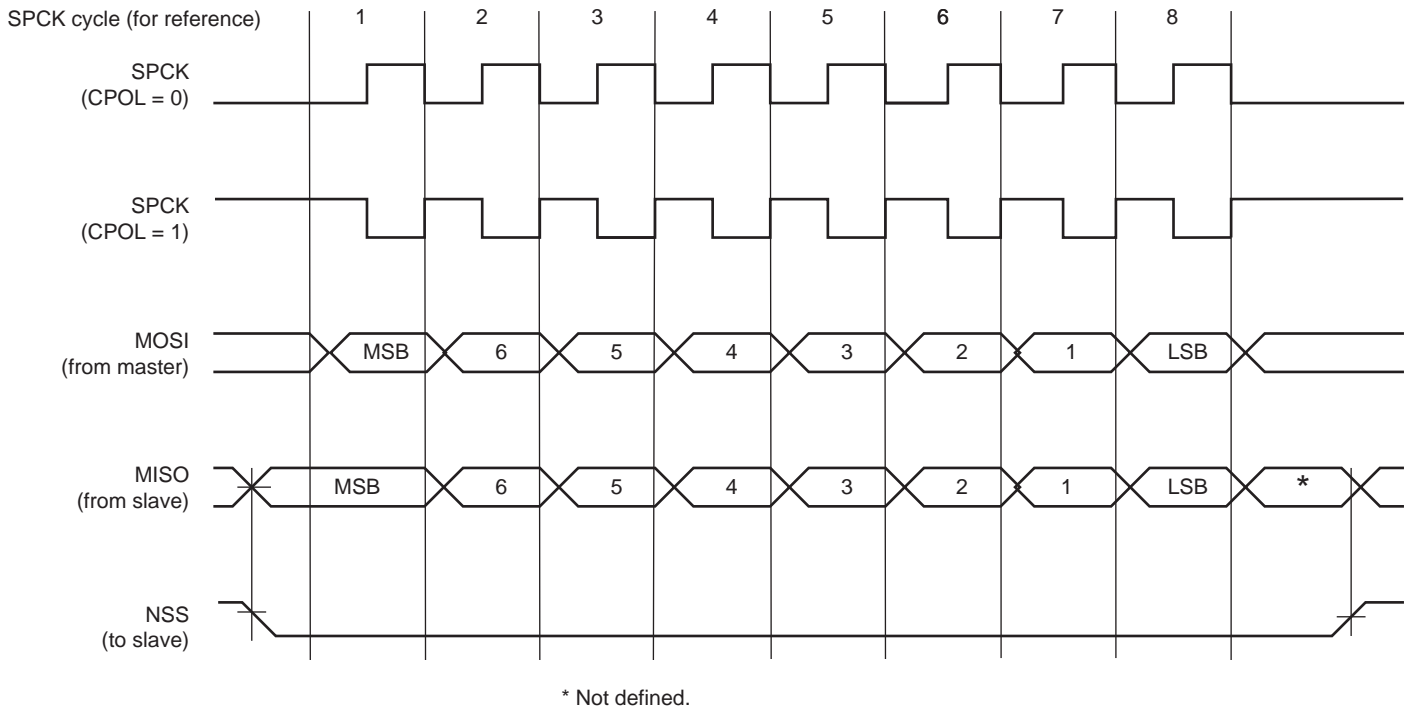 SPCK cycle (for reference) 1 2 3 4 5 6 7 8
SPCK
(CPOL = 0)
SPCK
(CPOL = 1)
MOSI
(from master)
MSB 6 5 4 3 2 1 LSB
MISO
(from slave)
MSB 6 5 4 3 2 1 LSB *
NSS
(to slave)
* Not defined.